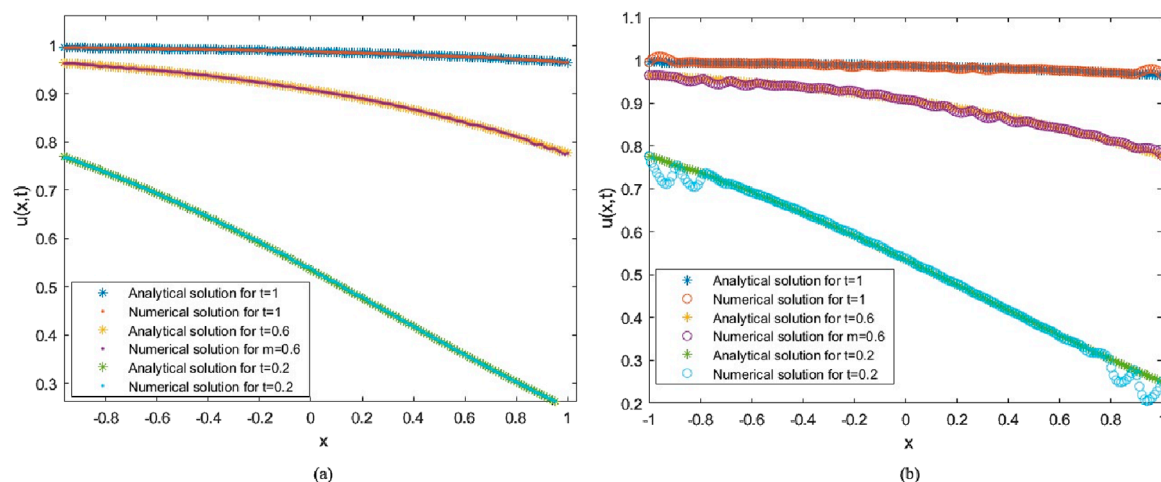 1
0.9
0.8
0.7
0.6
0.5
0.4
0.3
u(x,t)
-0.8 -0.6 -0.4 -0.2 0 0.2 0.4 0.6 0.8 1
x
Analytical solution for t=1
Numerical solution for t=1
Analytical solution for t=0.6
Numerical solution for m=0.6
Analytical solution for t=0.2
Numerical solution for t=0.2
(a)
1.1
1
0.9
0.8
0.7
0.6
0.5
0.4
0.3
0.2
u(x,t)
-1 -0.8 -0.6 -0.4 -0.2 0 0.2 0.4 0.6 0.8 1
x
Analytical solution for t=1
Numerical solution for t=1
Analytical solution for t=0.6
Numerical solution for m=0.6
Analytical solution for t=0.2
Numerical solution for t=0.2
(b)